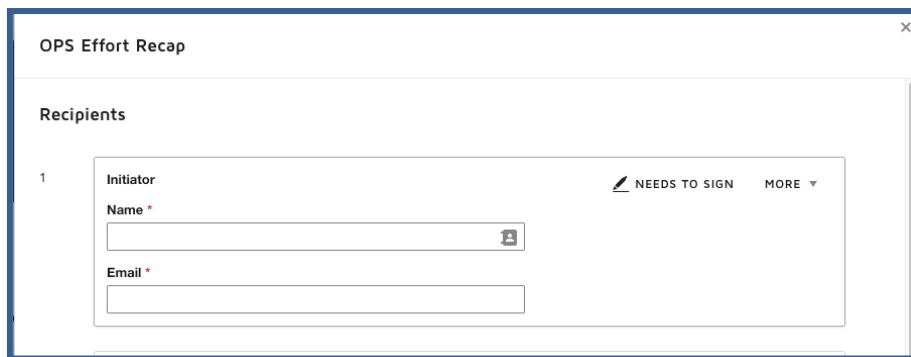 OPS Effort Recap
Recipients
1
Initiator
NEEDS TO SIGN MORE ▼
Name *
Email *